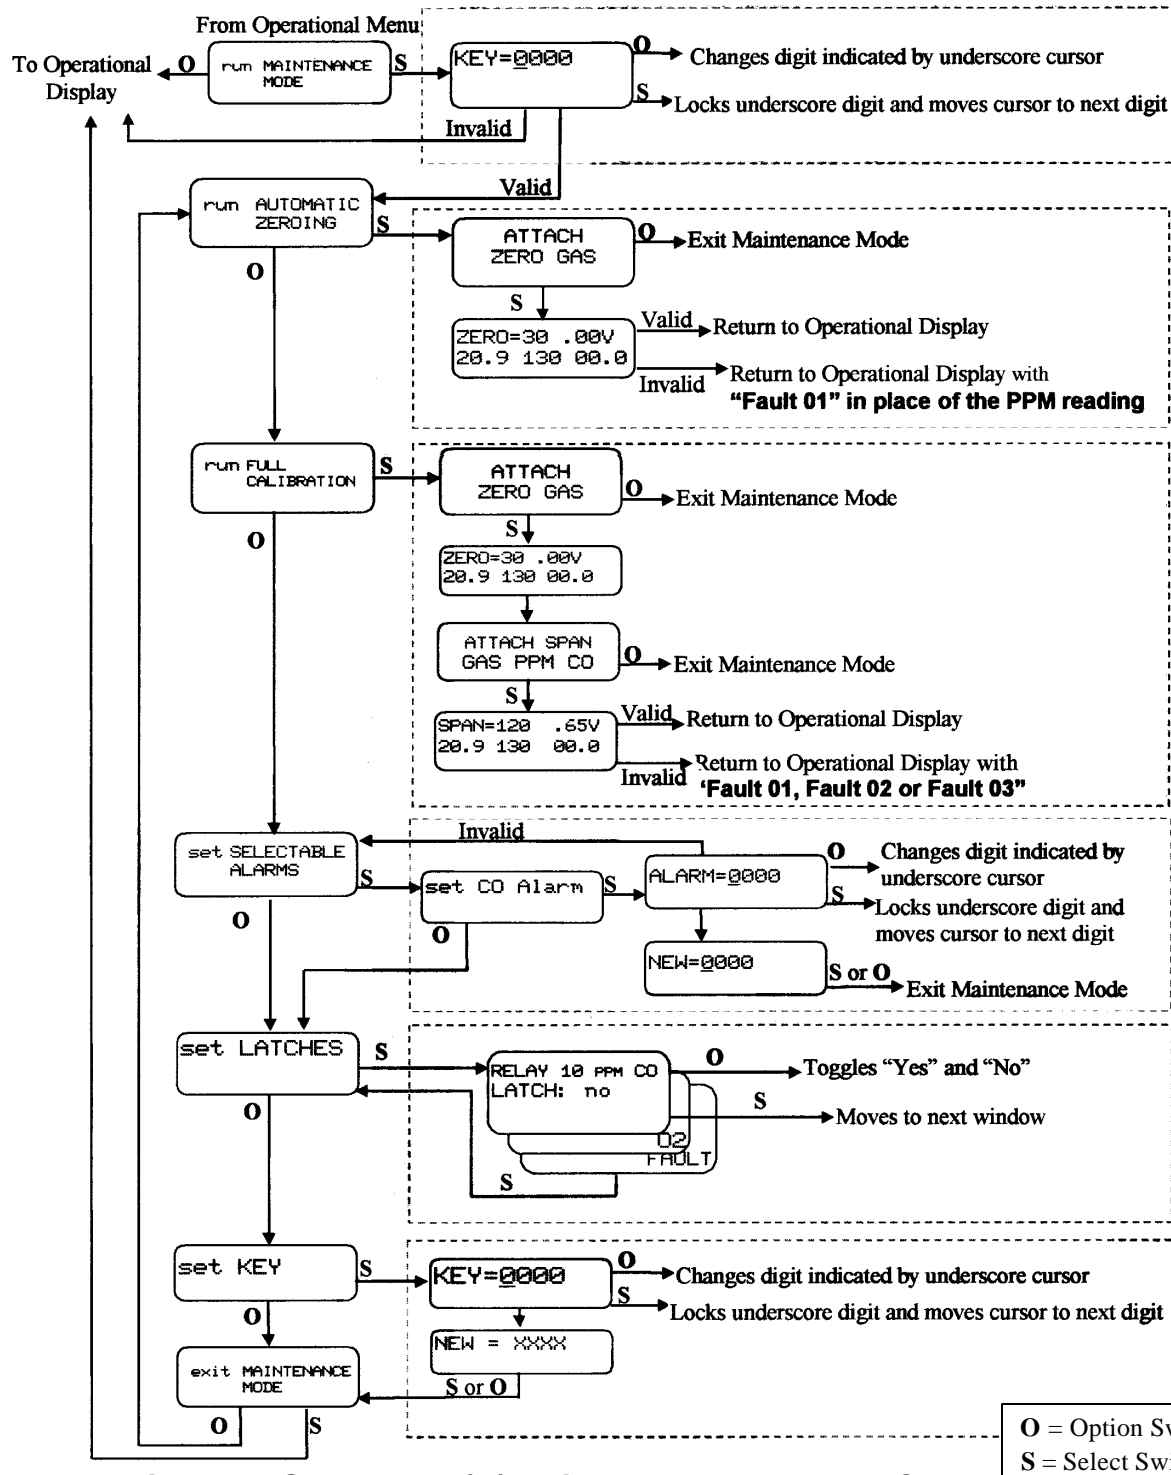 From Operational Menu
To Operational
Display
O
run MAINTENANCE
MODE
S
KEY=0000
O
Changes digit indicated by underscore cursor
S
Locks underscore digit and moves cursor to next digit
Invalid
Valid
run AUTOMATIC
ZEROING
S
O
ATTACH
ZERO GAS
O
Exit Maintenance Mode
S
ZERO=30 .00V
20.9 130 00.0
Valid
Return to Operational Display
Invalid
Return to Operational Display with
“Fault 01” in place of the PPM reading
run FULL
CALIBRATION
S
O
ATTACH
ZERO GAS
O
Exit Maintenance Mode
S
ZERO=30 .00V
20.9 130 00.0
ATTACH SPAN
GAS PPM CO
O
Exit Maintenance Mode
S
SPAN=120 .65V
20.9 130 00.0
Valid
Return to Operational Display
Invalid
Return to Operational Display with
‘Fault 01, Fault 02 or Fault 03”
Invalid
set SELECTABLE
ALARMS
S
O
set CO Alarm
S
O
ALARM=0000
O
Changes digit indicated by
underscore cursor
S
Locks underscore digit and
moves cursor to next digit
NEW=0000
S or O
Exit Maintenance Mode
set LATCHES
S
O
RELAY 10 PPM CO
LATCH: no
O
Toggles “Yes” and “No”
S
Moves to next window
O2
FAULT
S
set KEY
S
O
KEY=0000
O
Changes digit indicated by underscore cursor
S
Locks underscore digit and moves cursor to next digit
NEW = XXXX
S or O
exit MAINTENANCE
MODE
O
S
O = Option Sw
S = Select Swi